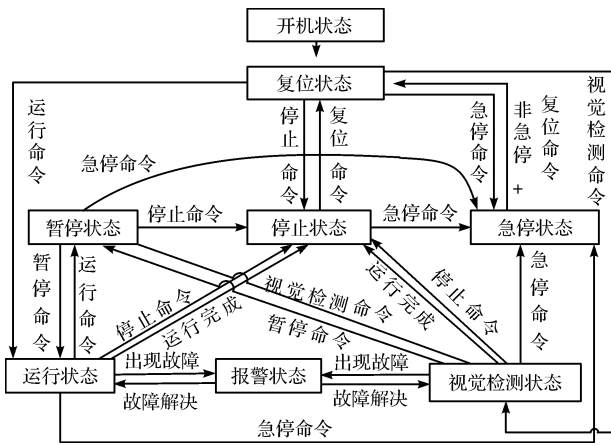 开机状态
复位状态
运行命令
停止命令
复位命令
急停命令
非急停+
复位命令
视觉检测命令
急停命令
暂停状态
停止命令
停止状态
急停命令
急停状态
暂停命令
运行命令
停止命令
运行完成
视觉检测命令
暂停命令
停止命令
运行完成
急停命令
运行状态
出现故障
故障解决
报警状态
出现故障
故障解决
视觉检测状态
急停命令